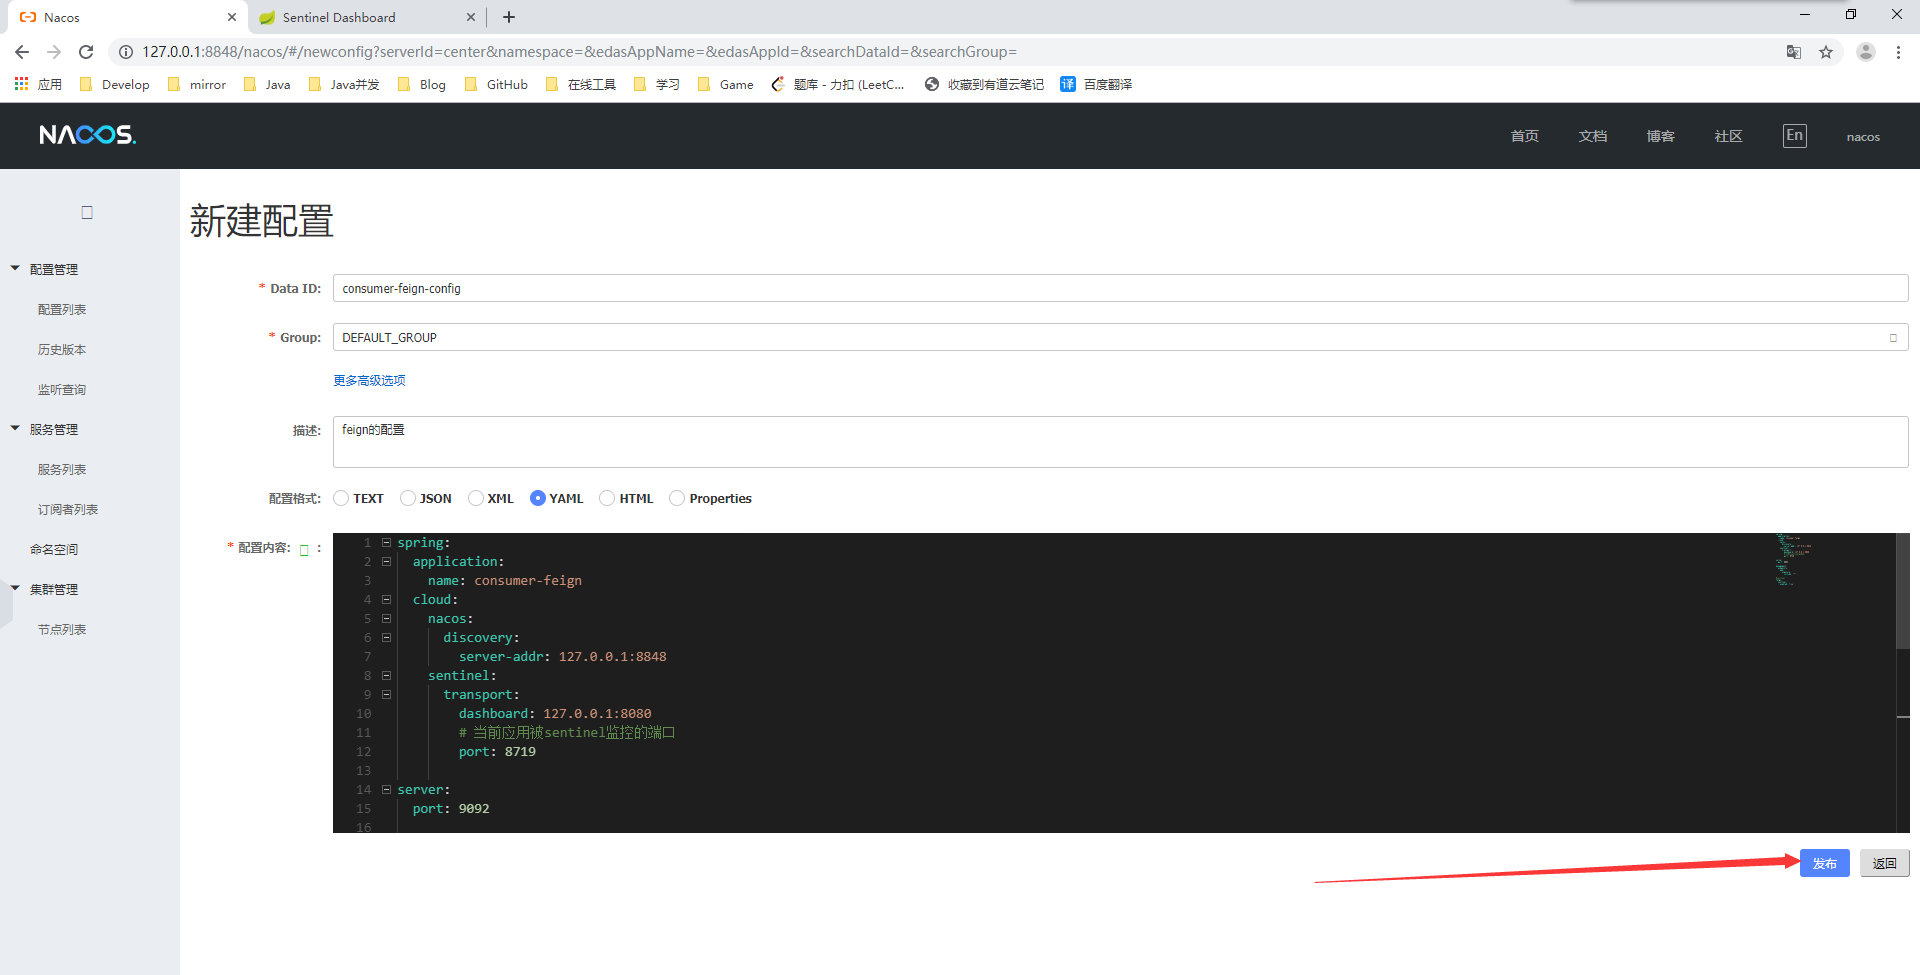 Nacos
Sentinel Dashboard
127.0.0.1:8848/nacos/#/newconfig?serverId=center&namespace=&edasAppName=&edasAppId=&searchDataId=&searchGroup=
应用 Develop mirror Java Java并发 Blog GitHub 在线工具 学习 Game 题库 - 力扣 (LeetC... 收藏到有道云笔记 译 百度翻译
NACOS.
首页 文档 博客 社区 En nacos
新建配置
配置管理
配置列表
历史版本
监听查询
服务管理
服务列表
订阅者列表
命名空间
集群管理
节点列表
* Data ID: consumer-feign-config
* Group: DEFAULT_GROUP
更多高级选项
描述: feign的配置
配置格式: TEXT JSON XML YAML HTML Properties
* 配置内容: :
1 spring:
2 application:
3 name: consumer-feign
4 cloud:
5 nacos:
6 discovery:
7 server-addr: 127.0.0.1:8848
8 sentinel:
9 transport:
10 dashboard: 127.0.0.1:8080
11 # 当前应用被sentinel监控的端口
12 port: 8719
13
14 server:
15 port: 9092
16
发布 返回